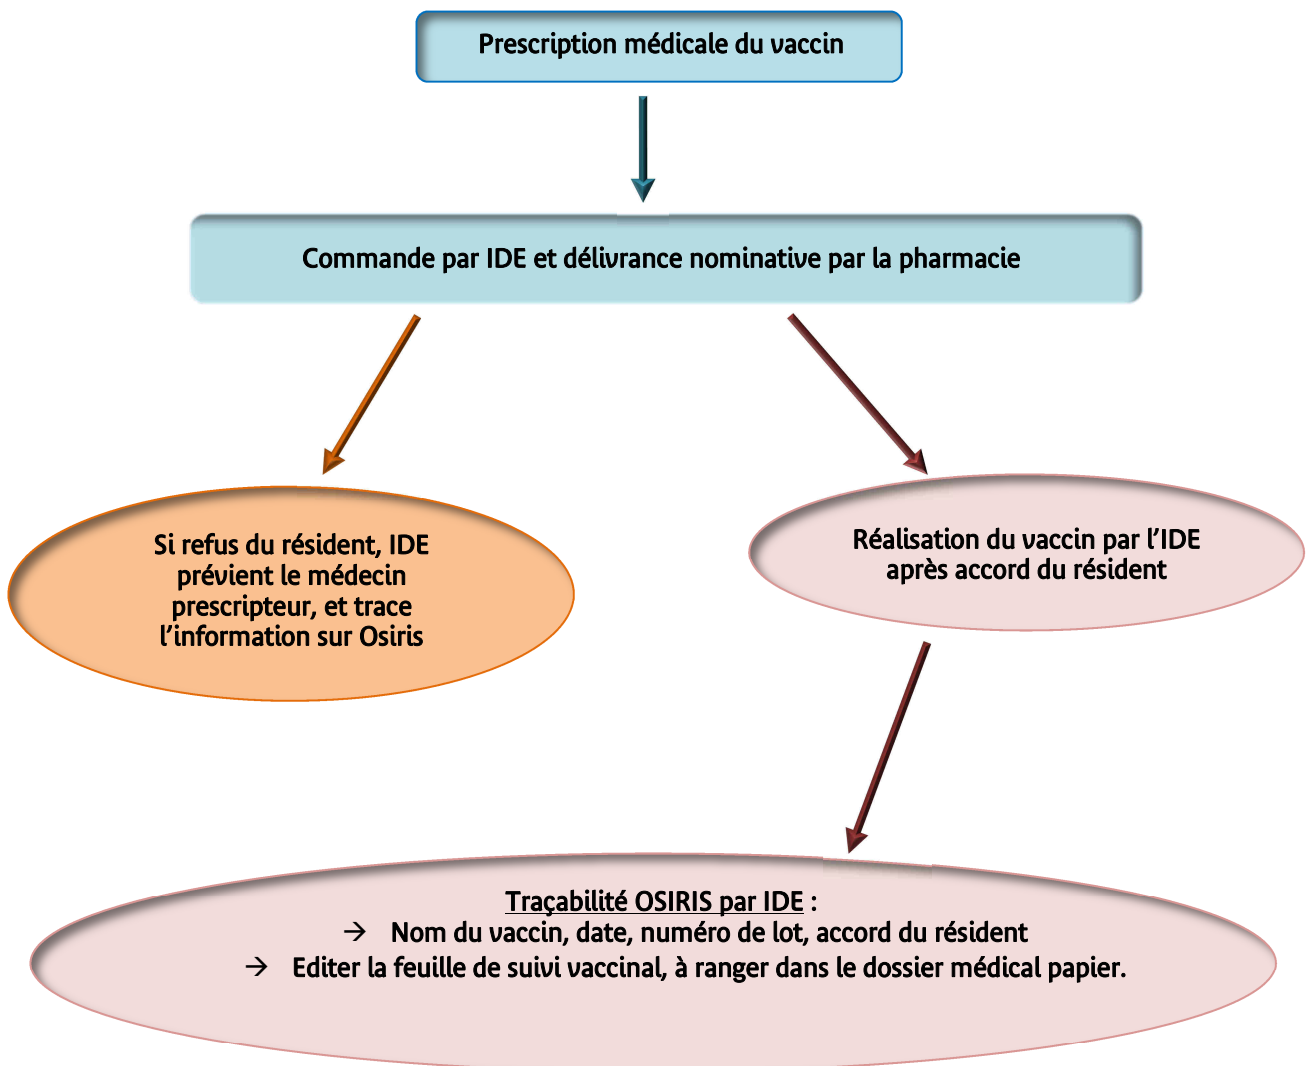 Prescription médicale du vaccin
Commande par IDE et délivrance nominative par la pharmacie
Si refus du résident, IDE
prévient le médecin
prescripteur, et trace
l’information sur Osiris
Réalisation du vaccin par l’IDE
après accord du résident
Traçabilité OSIRIS par IDE :
→ Nom du vaccin, date, numéro de lot, accord du résident
→ Editer la feuille de suivi vaccinal, à ranger dans le dossier médical papier.